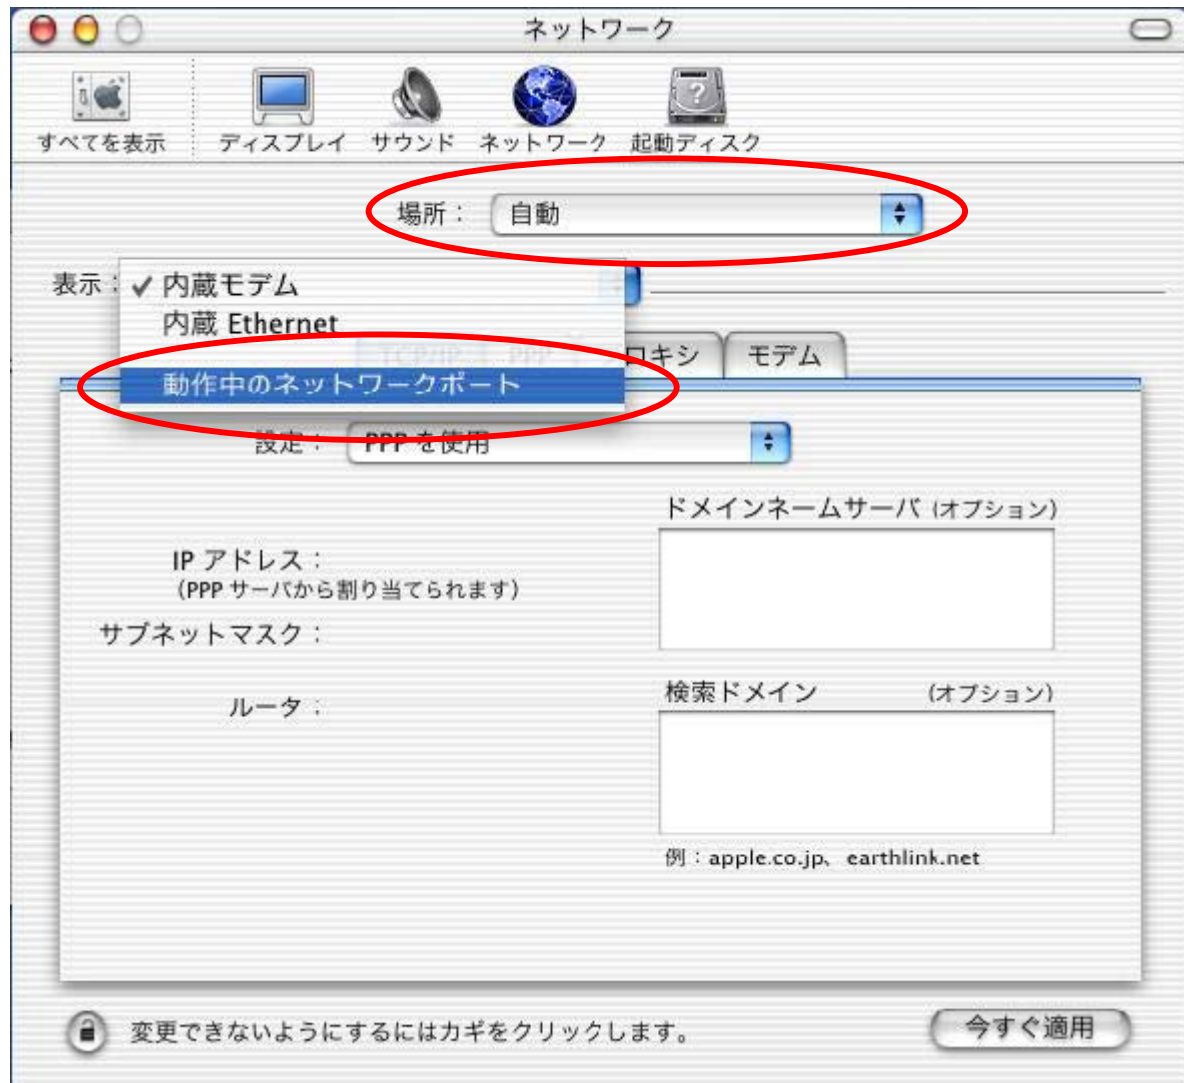 ネットワーク
すべてを表示 ディスプレイ サウンド ネットワーク 起動ディスク
場所： 自動
表示： ✓ 内蔵モデム
内蔵 Ethernet
TCP/IP PPP ロキシ モデム
動作中のネットワークポート
設定： PPP を使用
ドメインネームサーバ (オプション)
IP アドレス：
（PPP サーバから割り当てられます）
サブネットマスク：
検索ドメイン (オプション)
ルータ：
例：apple.co.jp、earthlink.net
変更できないようにするにはカギをクリックします。 今すぐ適用